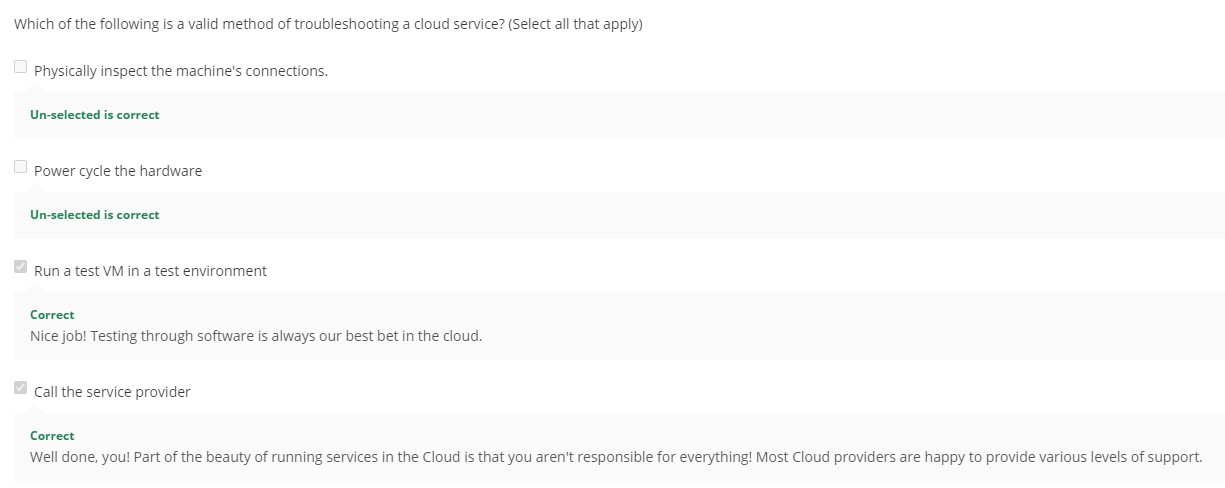 Which of the following is a valid method of troubleshooting a cloud service? (Select all that apply)
Physically inspect the machine's connections.
Un-selected is correct
Power cycle the hardware
Un-selected is correct
Run a test VM in a test environment
Correct
Nice job! Testing through software is always our best bet in the cloud.
Call the service provider
Correct
Well done, you! Part of the beauty of running services in the Cloud is that you aren't responsible for everything! Most Cloud providers are happy to provide various levels of support.